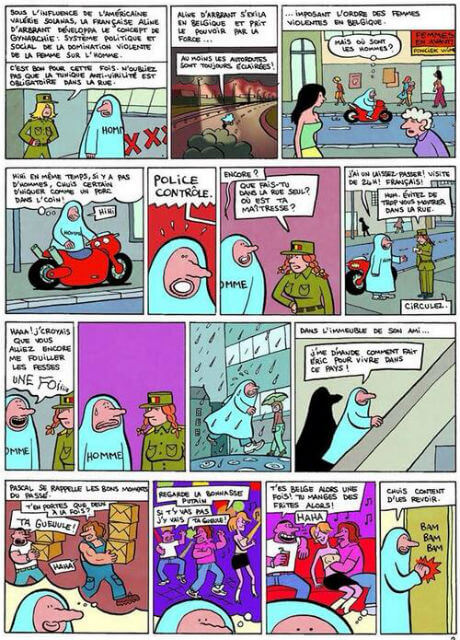 SOUS L'INFLUENCE DE L'AMÉRICAINE
VALÉRIE SOLANAS, LA FRANÇAISE ALINE
D'ARBRANT DÉVELOPPA LE CONCEPT DE
GYNARCHIE : SYSTÈME POLITIQUE ET
SOCIAL DE LA DOMINATION VIOLENTE
DE LA FEMME SUR L'HOMME.
C'EST BON POUR CETTE FOIS. N'OUBLIEZ
PAS QUE LA TUNIQUE ANTI-VIRILITÉ EST
OBLIGATOIRE DANS LA RUE.
HOMM
XXX
ALINE D'ARBRANT S'EXILA
EN BELGIQUE ET PRIT
LE POUVOIR PAR LA
FORCE...
AU MOINS LES AUTOROUTES
SONT TOUJOURS ÉCLAIRÉES!
...IMPOSANT L'ORDRE DES FEMMES
VIOLENTES EN BELGIQUE.
MAIS OÙ SONT
LES HOMMES?
FEMMES
EN AVANT!
HIHI EN MÊME TEMPS, SI Y A PAS
D'HOMMES, CHUIS CERTAIN
D'NIQUER COMME UN PORC
DANS L'COIN!
HIHI
HOMME
POLICE
CONTRÔLE.
ENCORE?
QUE FAIS-TU
DANS LA RUE SEUL?
OÙ EST TA
MAÎTRESSE?
OMME
J'AI UN LAISSEZ-PASSER! VISITE
DE 24H! FRANÇAIS!
HUM. ÉVITEZ DE
TROP VOUS MONTRER
DANS LA RUE.
CIRCULEZ.
HAAA! J'CROYAIS
QUE VOUS
ALLIEZ ENCORE
ME FOUILLER
LES FESSES
UNE FOIS!!!
OMME
HOMME
DANS L'IMMEUBLE DE SON AMI...
J'ME DMANDE COMMENT FAIT
ÉRIC POUR VIVRE DANS
CE PAYS!
PASCAL SE RAPPELLE LES BONS MOMENTS
DU PASSÉ.
T'EN PORTES QUE DEUX
À LA FOIS?
TA GUEULE!
HAHA!
REGARDE LA BONNASSE
PUTAIN
SI T'Y VAS PAS
J'Y VAIS!
TA GUEULE!
T'ES BELGE ALORS UNE
FOIS! TU MANGES DES
FRITES ALORS!
HAHA
CHUIS CONTENT
D'LES REVOIR.
BAM
BAM
BAM